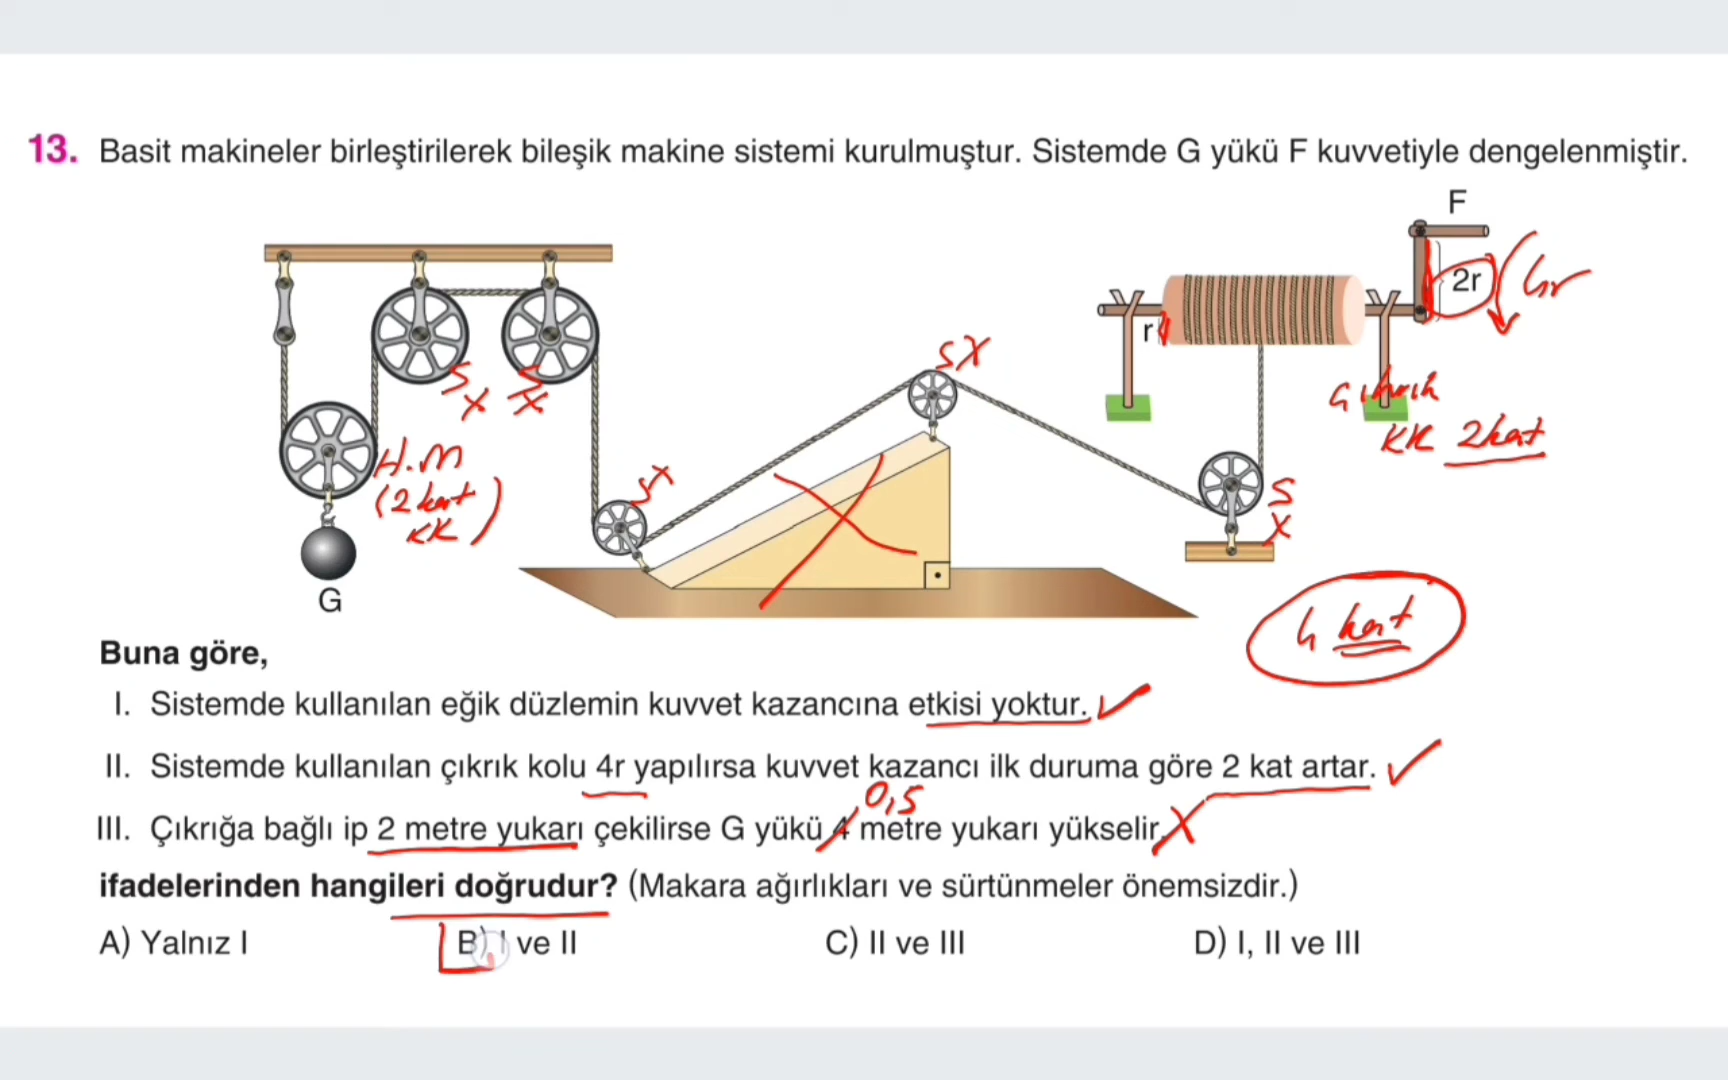 13. Basit makineler birleştirilerek bileşik makine sistemi kurulmuştur. Sistemde G yükü F kuvvetiyle dengelenmiştir.
F
2r
4r
r
SX
S X
S X
H.M
(2 kat
KK)
SX
Çıkrık
KK 2kat
S
X
G
4 kat
Buna göre,
I. Sistemde kullanılan eğik düzlemin kuvvet kazancına etkisi yoktur.
II. Sistemde kullanılan çıkrık kolu 4r yapılırsa kuvvet kazancı ilk duruma göre 2 kat artar.
0,5
III. Çıkrığa bağlı ip 2 metre yukarı çekilirse G yükü 4 metre yukarı yükselir.
ifadelerinden hangileri doğrudur? (Makara ağırlıkları ve sürtünmeler önemsizdir.)
A) Yalnız I B) I ve II C) II ve III D) I, II ve III